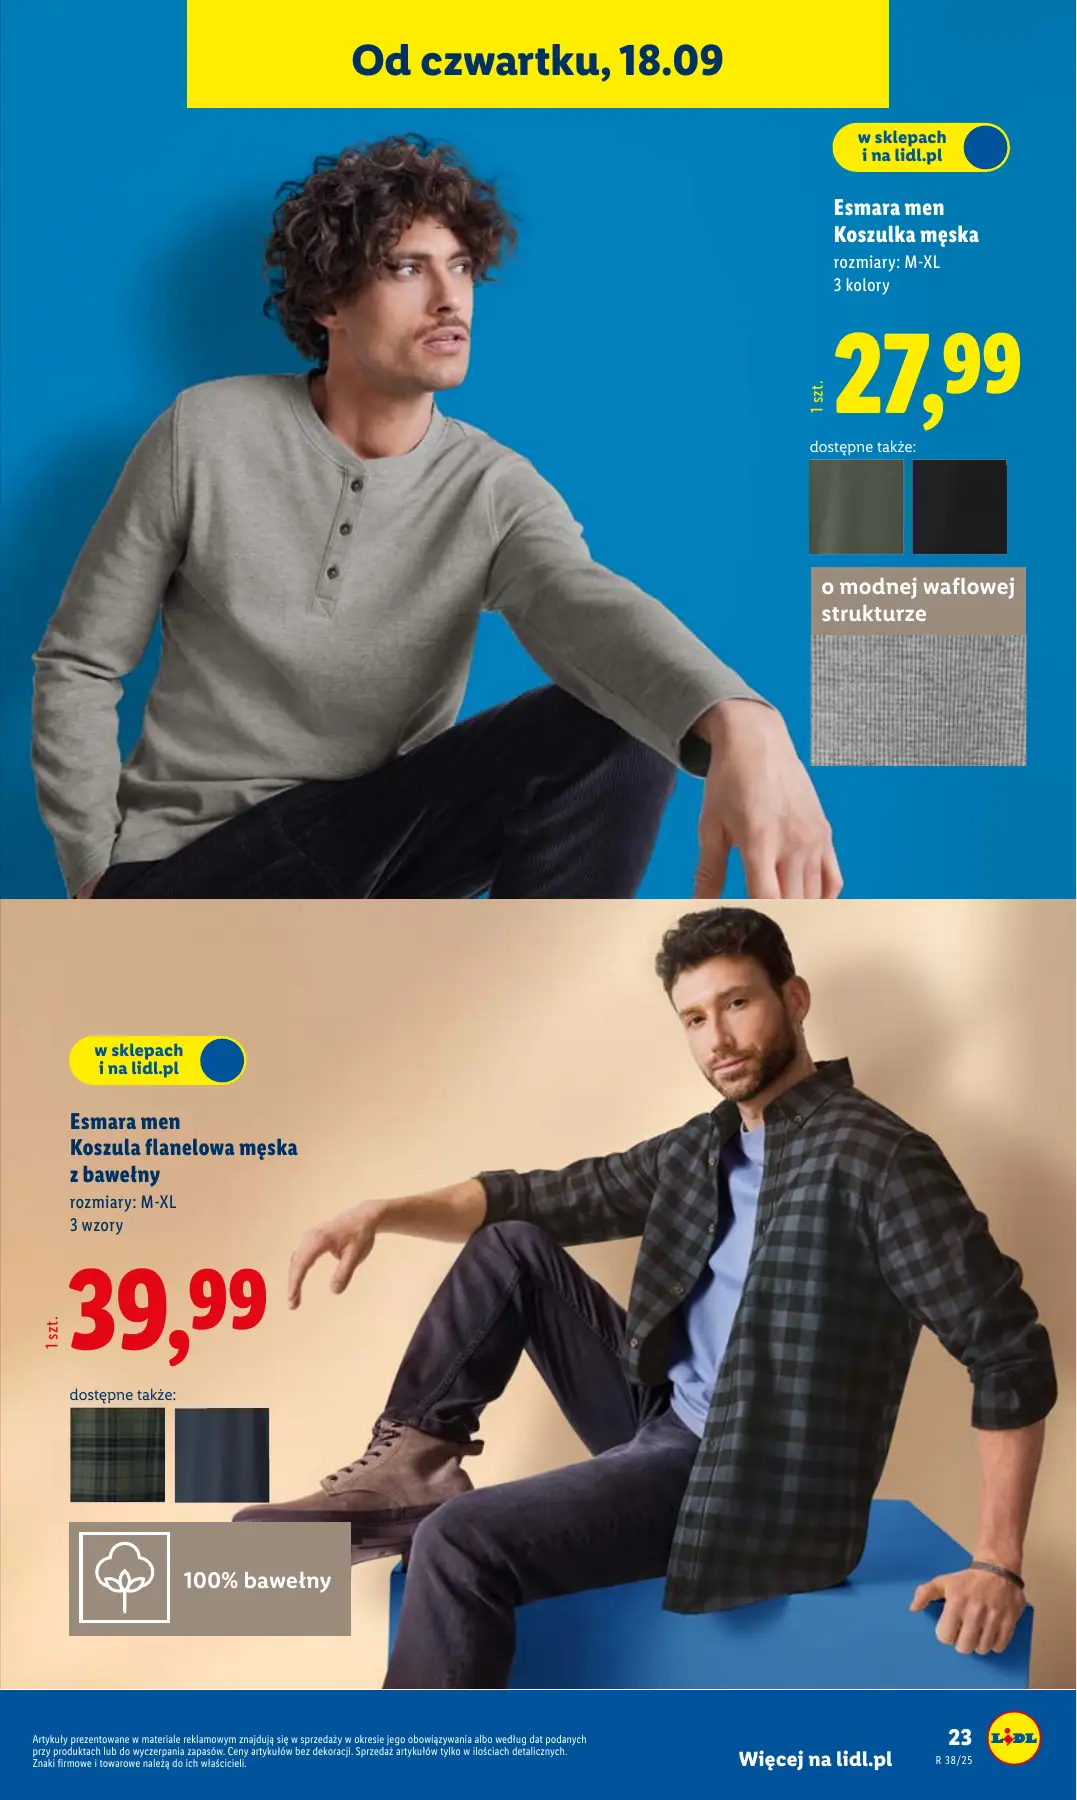 Od czwartku, 18.09
w sklepach
i na lidl.pl
Esmara men
Koszulka męska
rozmiary: M-XL
3 kolory
1 szt.
27,99
dostępne także:
o modnej waflowej
strukturze
w sklepach
i na lidl.pl
Esmara men
Koszula flanelowa męska
z bawełny
rozmiary: M-XL
3 wzory
1 szt.
39,99
dostępne także:
100% bawełny
Artykuły prezentowane w materiale reklamowym znajdują się w sprzedaży w okresie jego obowiązywania albo według dat podanych
przy produktach lub do wyczerpania zapasów. Ceny artykułów bez dekoracji. Sprzedaż artykułów tylko w ilościach detalicznych.
Znaki firmowe i towarowe należą do ich właścicieli.
Więcej na lidl.pl
23
R 38/25
LIDL